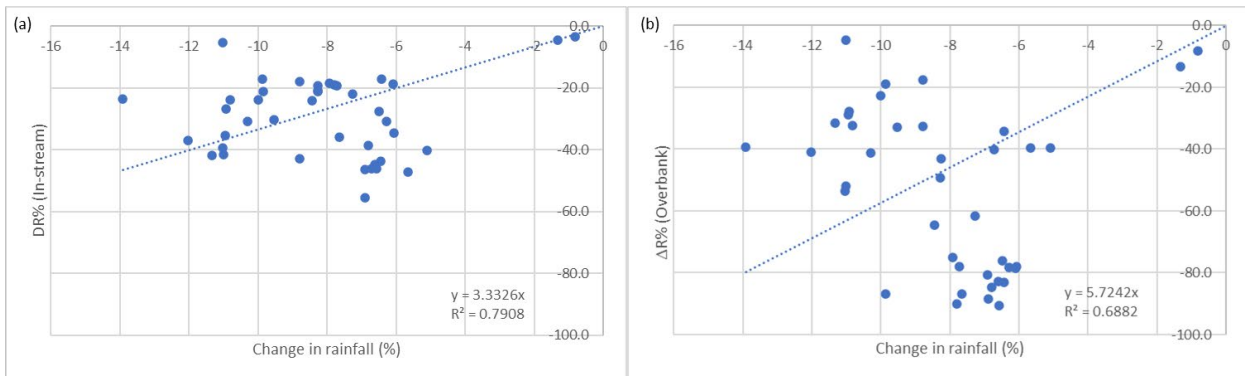 (a)
0.0
-16 -14 -12 -10 -8 -6 -4 -2 0
-20.0
-40.0
-60.0
-80.0
-100.0
DR% (In-stream)
y = 3.3326x
R² = 0.7908
Change in rainfall (%)
(b)
0.0
-16 -14 -12 -10 -8 -6 -4 -2 0
-20.0
-40.0
-60.0
-80.0
-100.0
ΔR% (Overbank)
y = 5.7242x
R² = 0.6882
Change in rainfall (%)